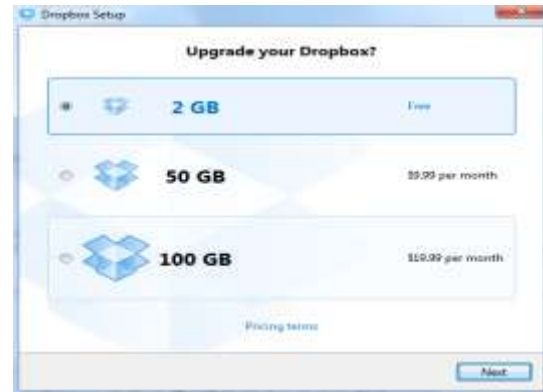 Dropbox Setup
Upgrade your Dropbox?
2 GB Free
50 GB $9.99 per month
100 GB $19.99 per month
Pricing terms
Next